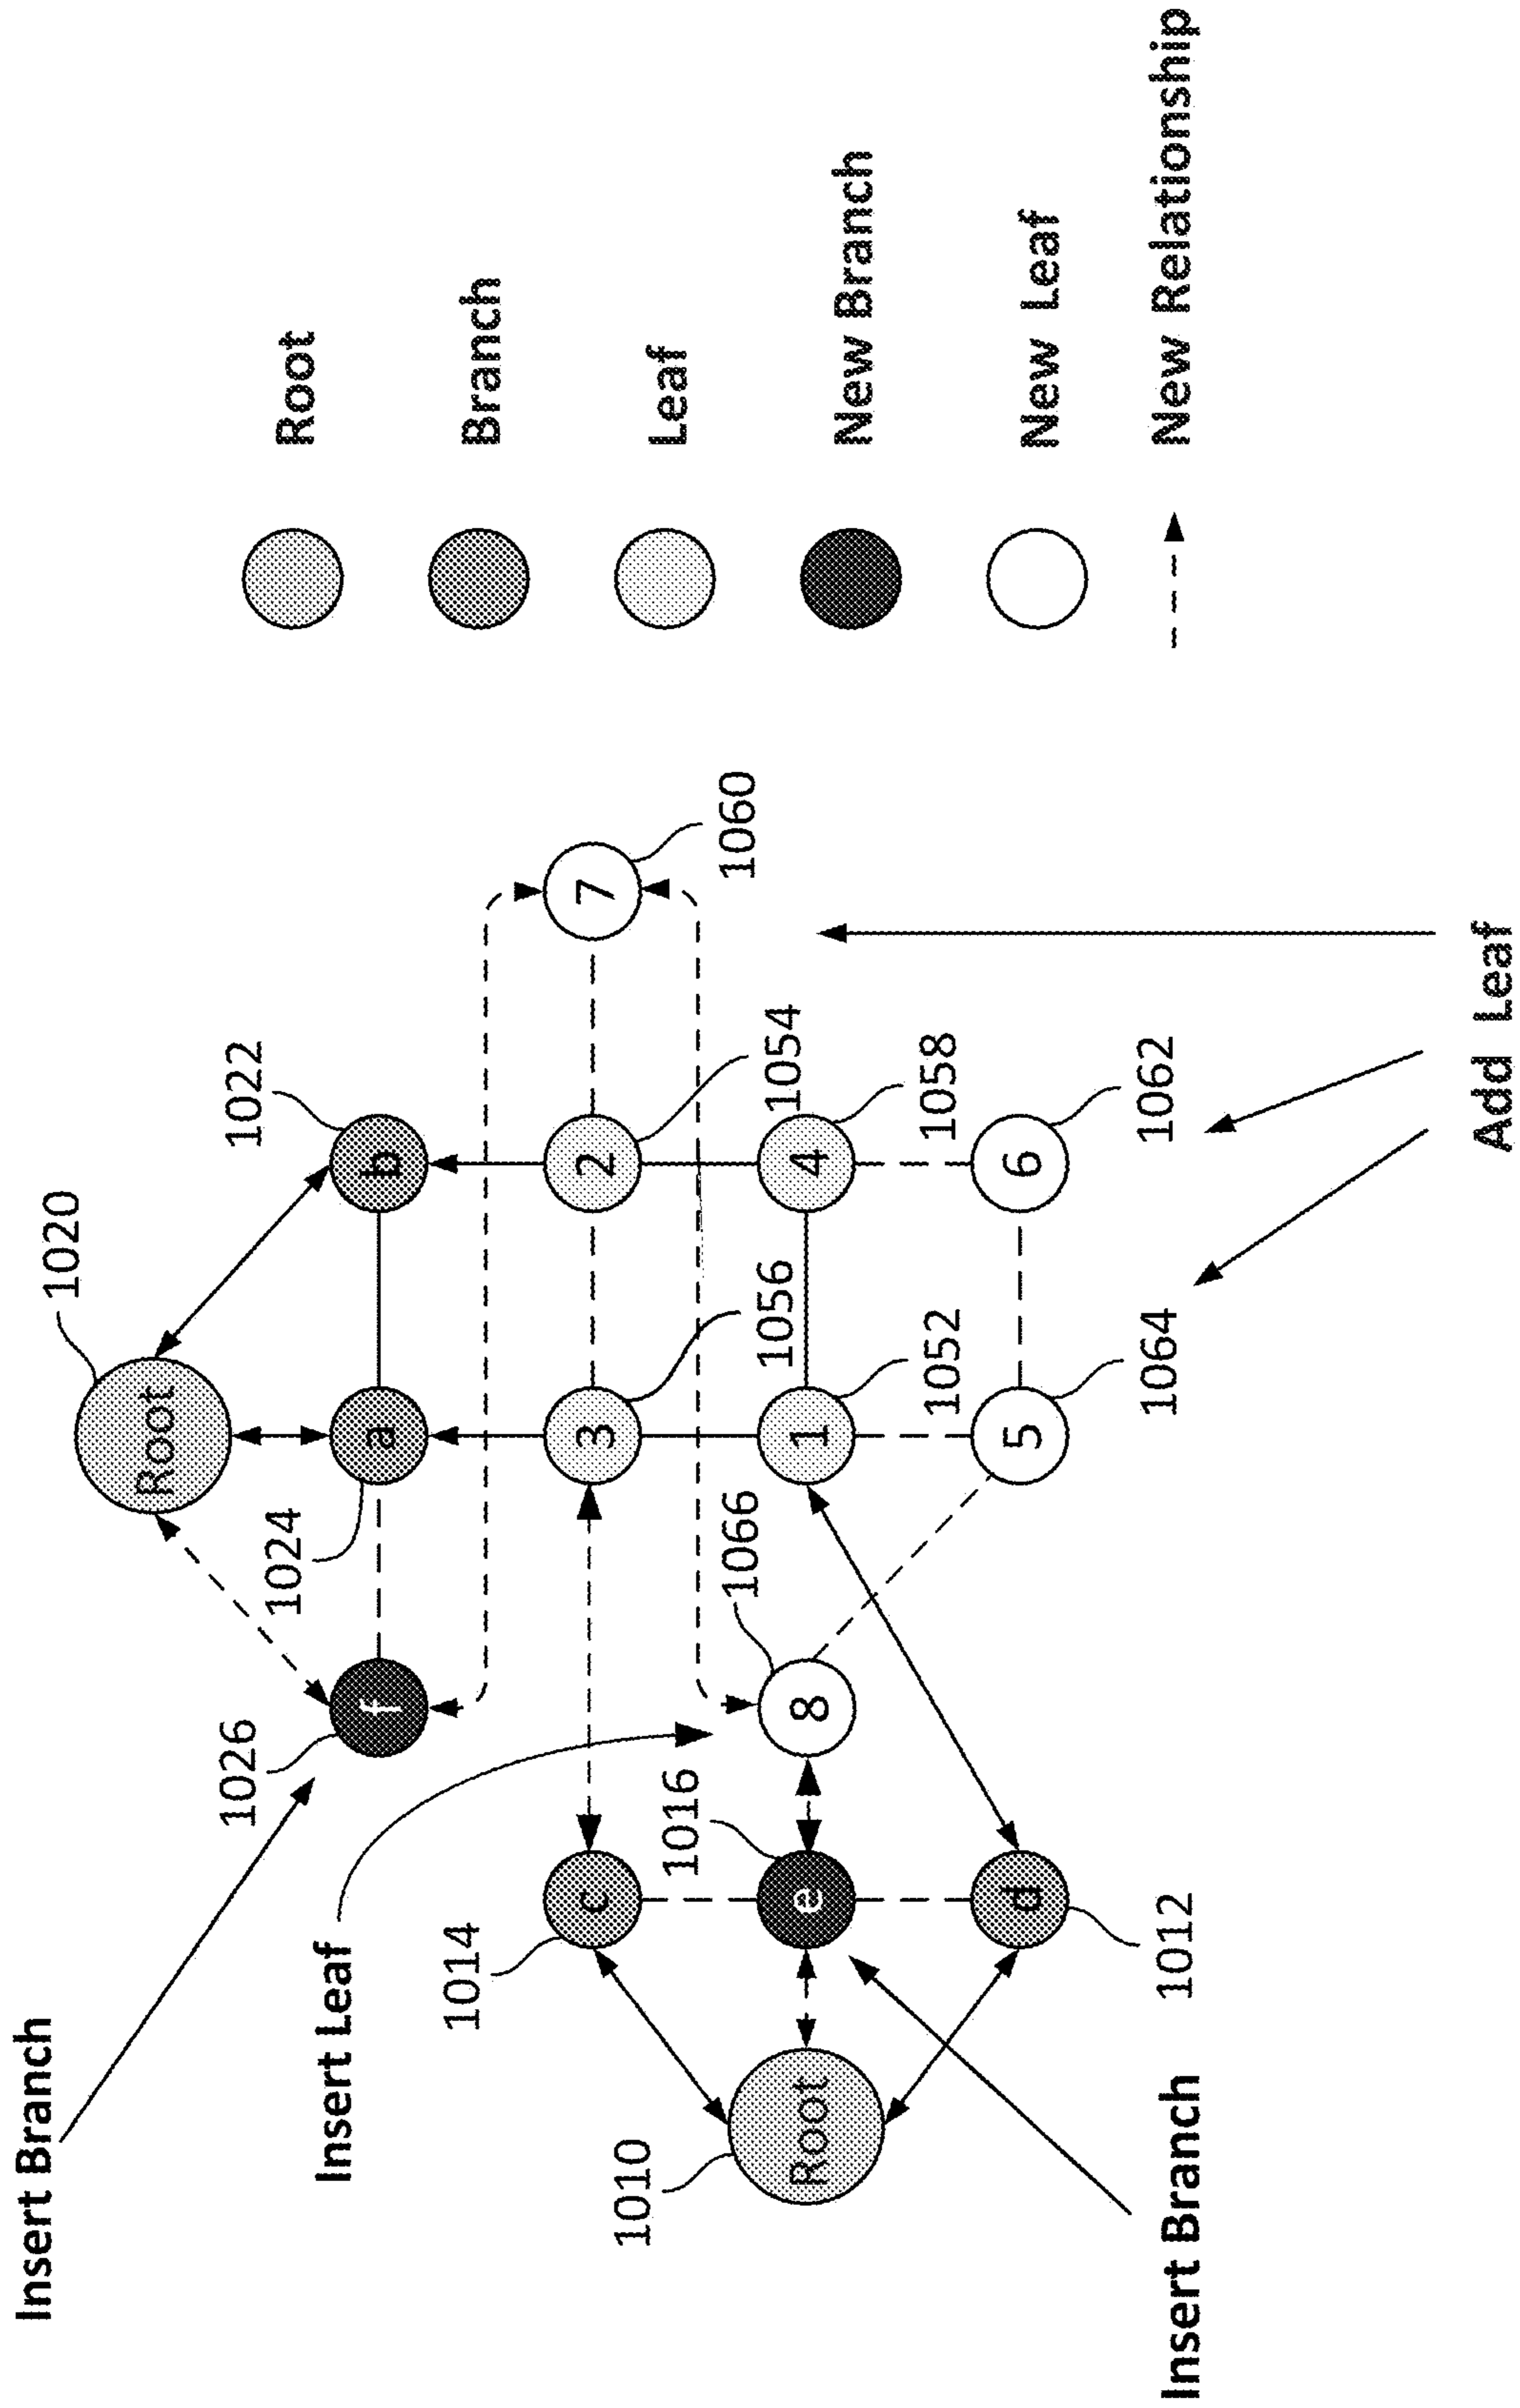 Insert Branch
1020
Root
1026
1022
1024
Root
Insert Leaf
f
a
b
1014
Branch
c
3
2
7
1010
Leaf
1016
1066
1060
1056
1054
Root
e
8
1
4
New Branch
1052
1058
d
5
6
New Leaf
1064
1062
1012
New Relationship
Insert Branch
Add Leaf